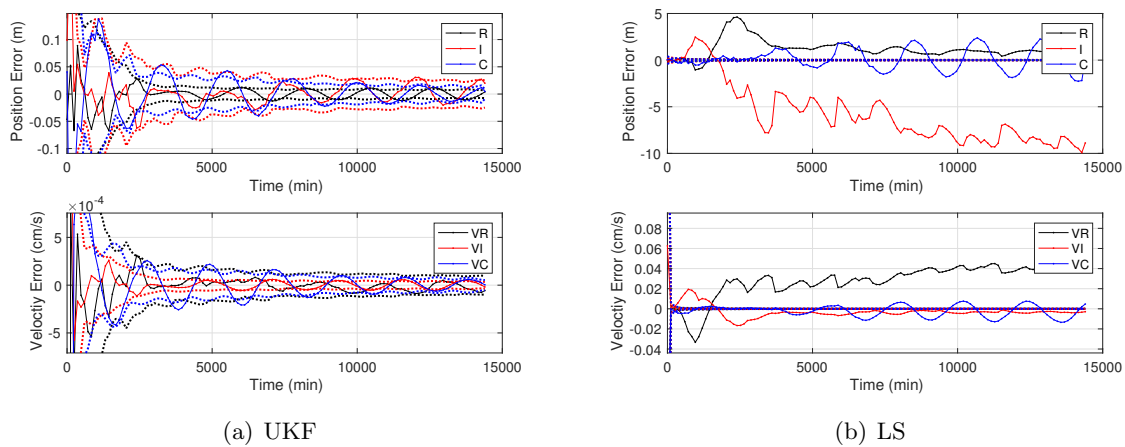 0.1
0.05
0
-0.05
-0.1
Position Error (m)
R
I
C
0 5000 10000 15000
Time (min)
×10⁻⁴
5
0
-5
Veloctiy Error (cm/s)
VR
VI
VC
0 5000 10000 15000
Time (min)
(a) UKF
5
0
-5
-10
Position Error (m)
R
I
C
0 5000 10000 15000
Time (min)
0.08
0.06
0.04
0.02
0
-0.02
-0.04
Veloctiy Error (cm/s)
VR
VI
VC
0 5000 10000 15000
Time (min)
(b) LS